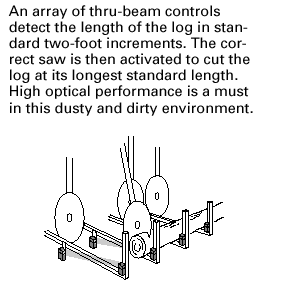 An array of thru-beam controls
detect the length of the log in stan-
dard two-foot increments. The cor-
rect saw is then activated to cut the
log at its longest standard length.
High optical performance is a must
in this dusty and dirty environment.